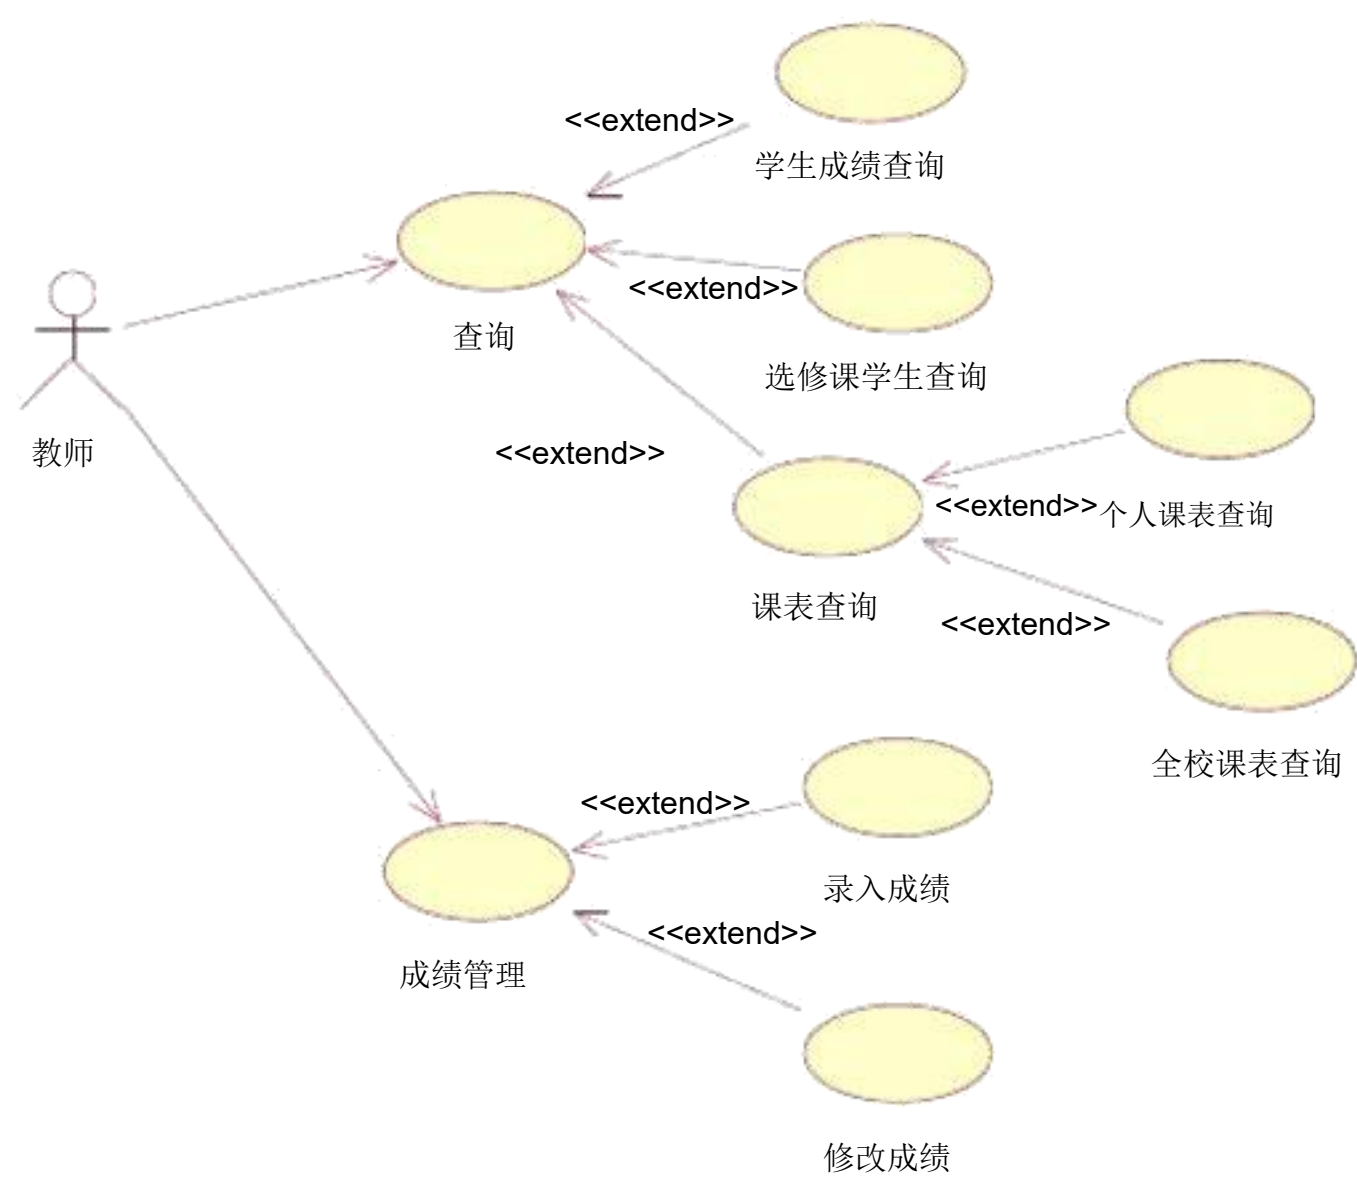 <<extend>>
学生成绩查询
<<extend>>
查询
选修课学生查询
教师
<<extend>>
<<extend>>
个人课表查询
课表查询
<<extend>>
全校课表查询
<<extend>>
录入成绩
<<extend>>
成绩管理
修改成绩